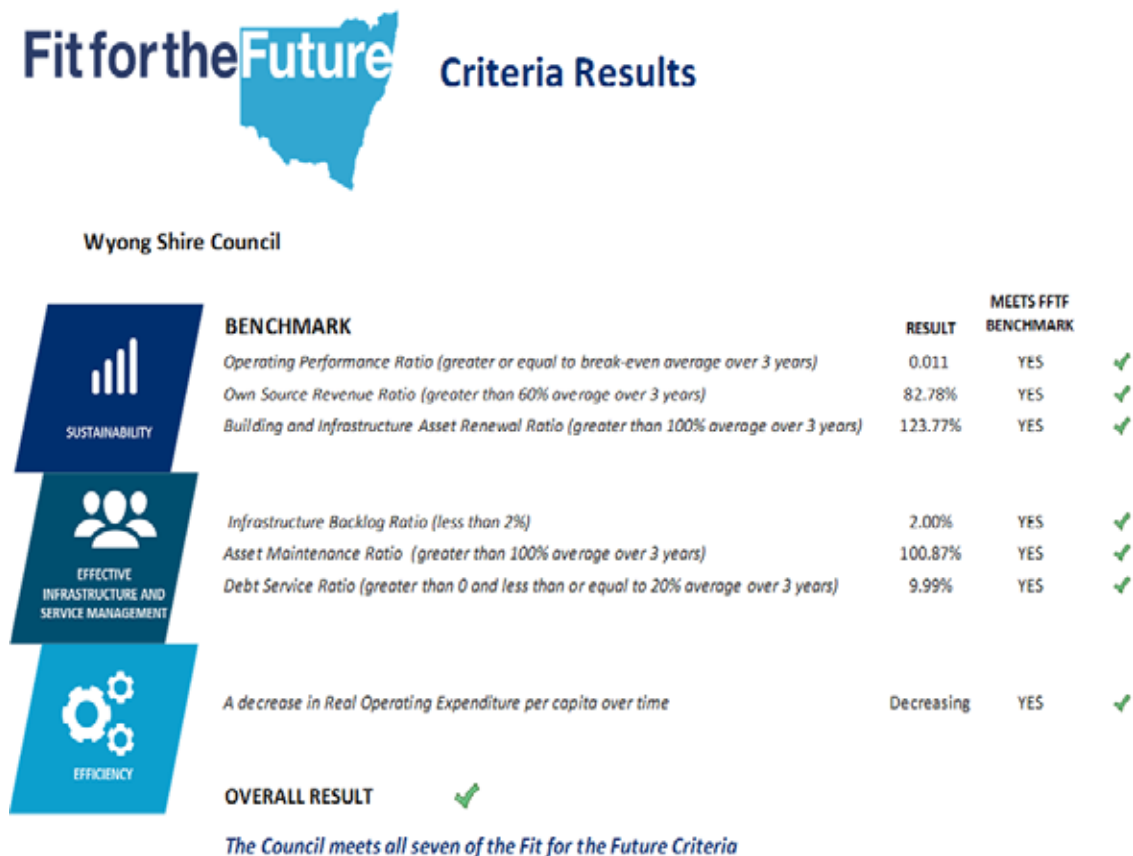 FitfortheFuture
Criteria Results
Wyong Shire Council
MEETS FFTF
BENCHMARK RESULT BENCHMARK
Operating Performance Ratio (greater or equal to break-even average over 3 years) 0.011 YES
Own Source Revenue Ratio (greater than 60% average over 3 years) 82.78% YES
SUSTAINABILITY
Building and Infrastructure Asset Renewal Ratio (greater than 100% average over 3 years) 123.77% YES
Infrastructure Backlog Ratio (less than 2%) 2.00% YES
Asset Maintenance Ratio (greater than 100% average over 3 years) 100.87% YES
EFFECTIVE
INFRASTRUCTURE AND
SERVICE MANAGEMENT
Debt Service Ratio (greater than 0 and less than or equal to 20% average over 3 years) 9.99% YES
A decrease in Real Operating Expenditure per capita over time Decreasing YES
EFFICIENCY
OVERALL RESULT
The Council meets all seven of the Fit for the Future Criteria